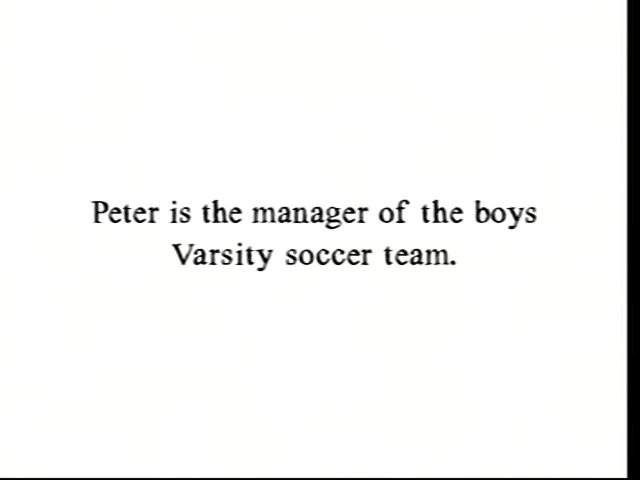 Peter is the manager of the boys
Varsity soccer team.